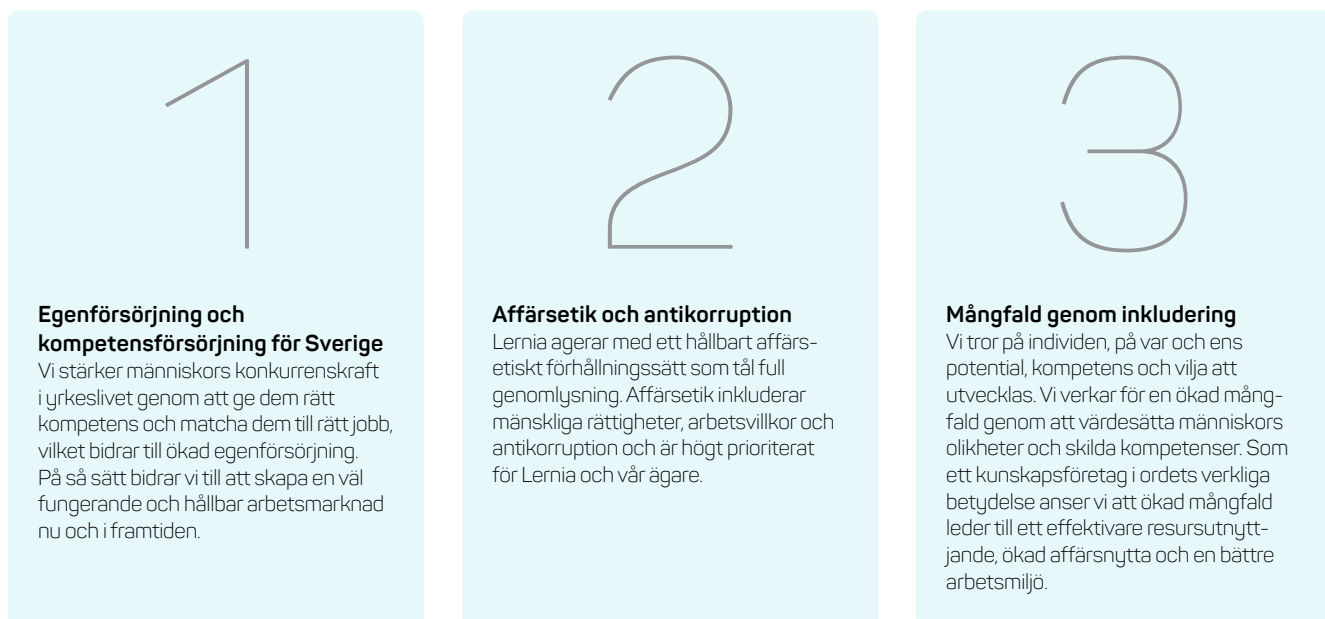 1
Egenförsörjning och
kompetensförsörjning för Sverige
Vi stärker människors konkurrenskraft
i yrkeslivet genom att ge dem rätt
kompetens och matcha dem till rätt jobb,
vilket bidrar till ökad egenförsörjning.
På så sätt bidrar vi till att skapa en väl
fungerande och hållbar arbetsmarknad
nu och i framtiden.
2
Affärsetik och antikorruption
Lernia agerar med ett hållbart affärs-
etiskt förhållningssätt som tål full
genomlysning. Affärsetik inkluderar
mänskliga rättigheter, arbetsvillkor och
antikorruption och är högt prioriterat
för Lernia och vår ägare.
3
Mångfald genom inkludering
Vi tror på individen, på var och ens
potential, kompetens och vilja att
utvecklas. Vi verkar för en ökad mång-
fald genom att värdesätta människors
olikheter och skilda kompetenser. Som
ett kunskapsföretag i ordets verkliga
betydelse anser vi att ökad mångfald
leder till ett effektivare resursutnytt-
jande, ökad affärsnytta och en bättre
arbetsmiljö.